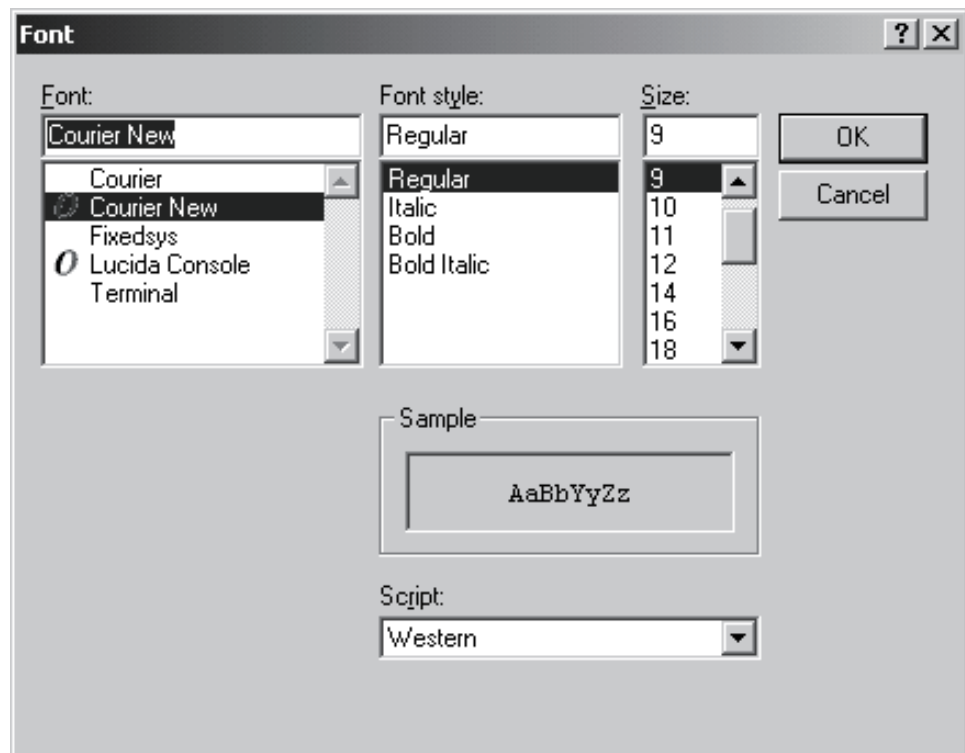 Font
Font:
Courier New
Courier
Courier New
Fixedsys
Lucida Console
Terminal
Font style:
Regular
Regular
Italic
Bold
Bold Italic
Size:
9
9
10
11
12
14
16
18
OK
Cancel
Sample
AaBbYyZz
Script:
Western